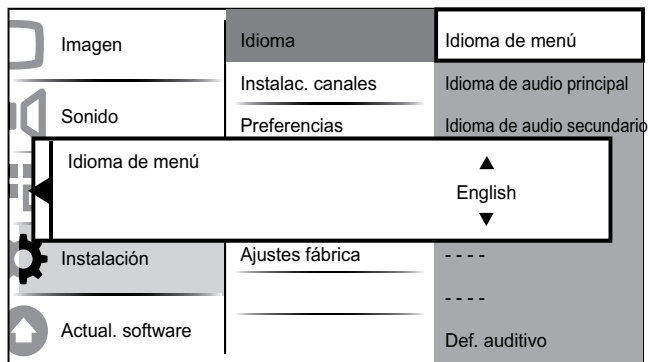 Imagen
Idioma
Idioma de menú
Instalac. canales
Idioma de audio principal
Sonido
Preferencias
Idioma de audio secundario
Idioma de menú
English
Instalación
Ajustes fábrica
- - - -
- - - -
Actual. software
Def. auditivo